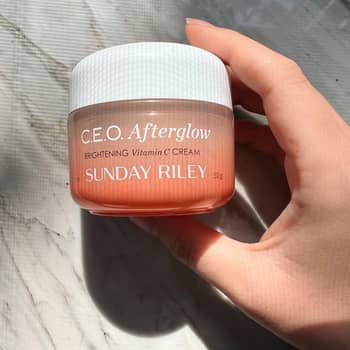 C.E.O. Afterglow
BRIGHTENING Vitamin C CREAM
SUNDAY RILEY